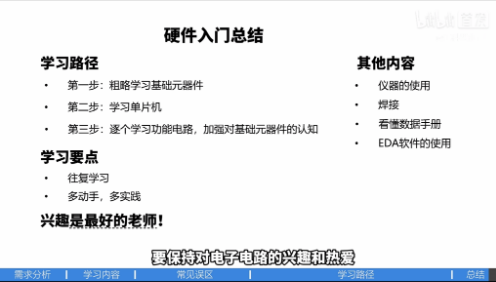 硬件入门总结
学习路径
• 第一步：粗略学习基础元器件
• 第二步：学习单片机
• 第三步：逐个学习功能电路，加强对基础元器件的认知
学习要点
• 往复学习
• 多动手，多实践
兴趣是最好的老师！
其他内容
• 仪器的使用
• 焊接
• 看懂数据手册
• EDA软件的使用
要保持对电子电路的兴趣和热爱
需求分析 | 学习内容 | 常见误区 | 学习路径 | 总结